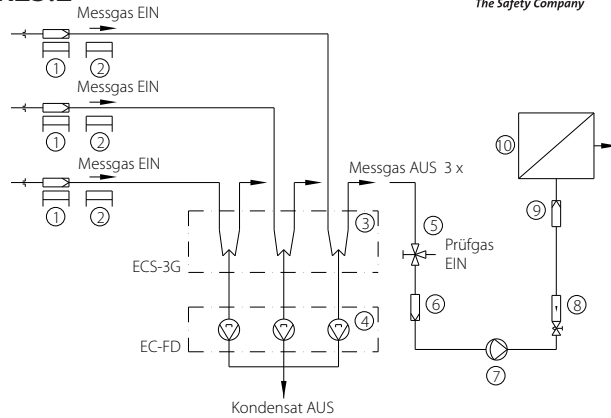 The Safety Company
Messgas EIN
1 2
Messgas EIN
1 2
Messgas EIN
1 2
Messgas AUS 3 x
3
ECS-3G
4
EC-FD
Kondensat AUS
5
Prüfgas
EIN
6
7
8
9
10